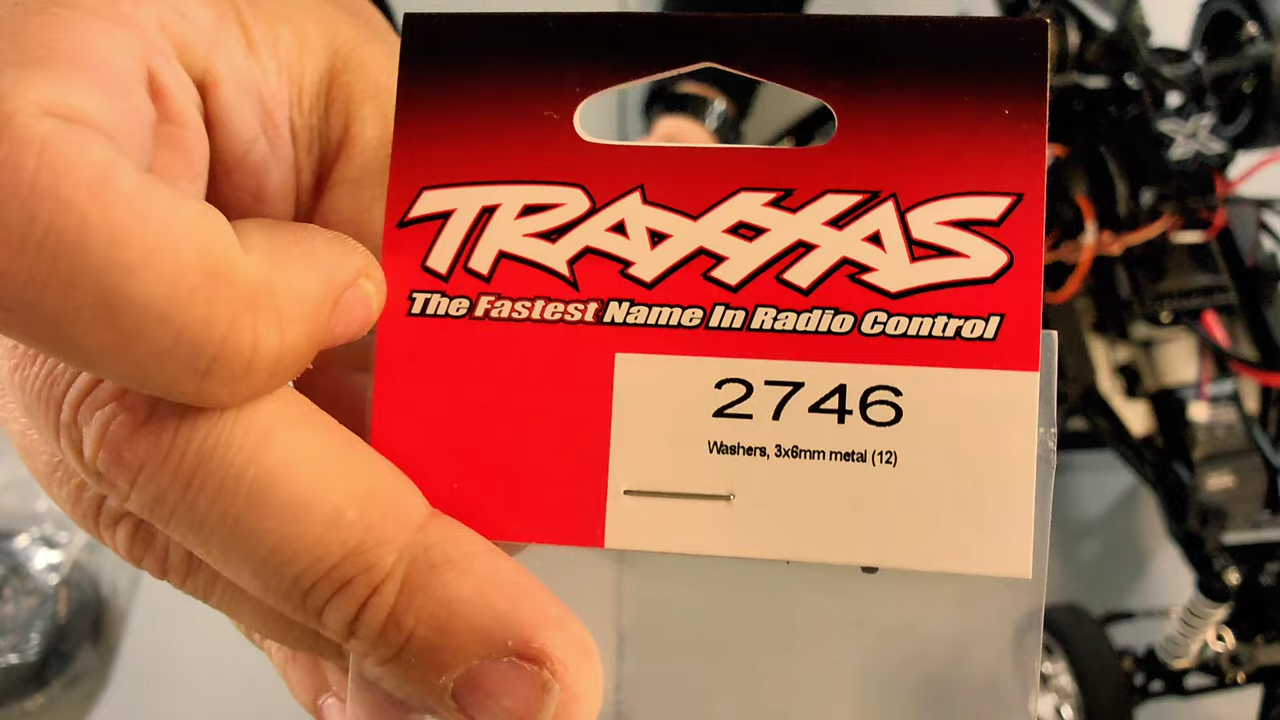 TRAXXAS
The Fastest Name In Radio Control
2746
Washers, 3x6mm metal (12)